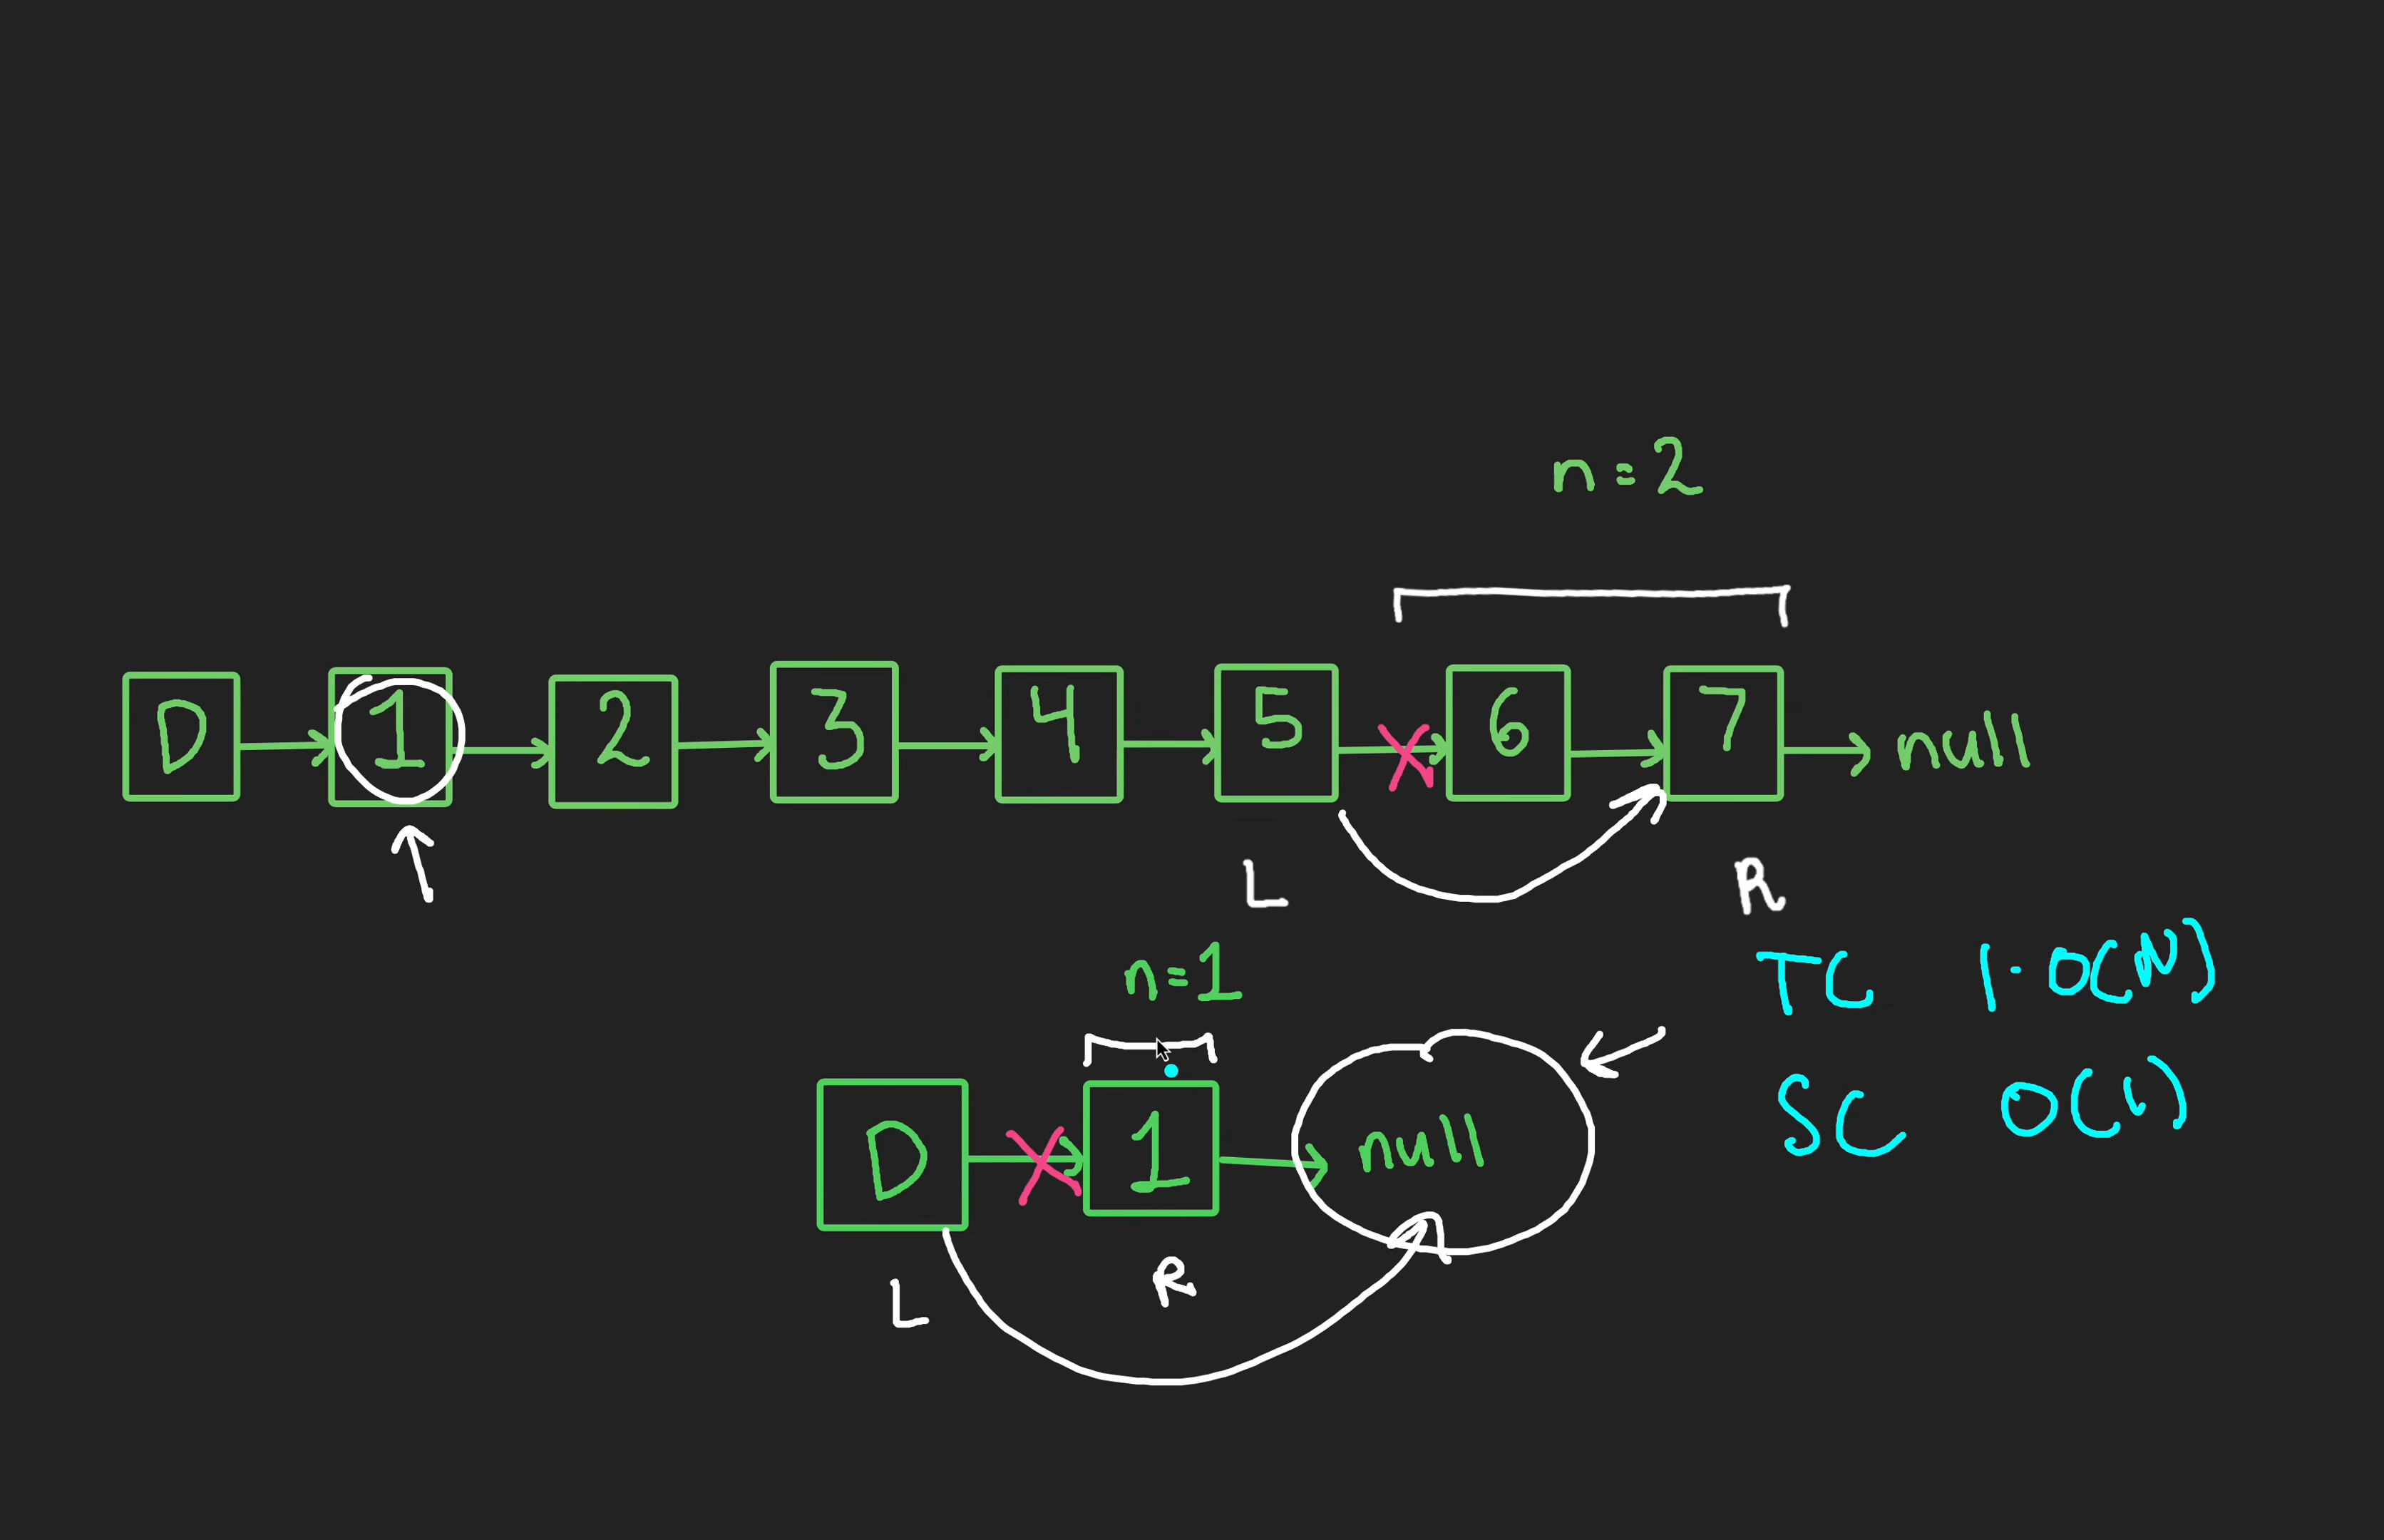 n=2
D 1 2 3 4 5 6 7 null
L R
n=1
TC 1·O(N)
SC O(1)
D 1 null
L R